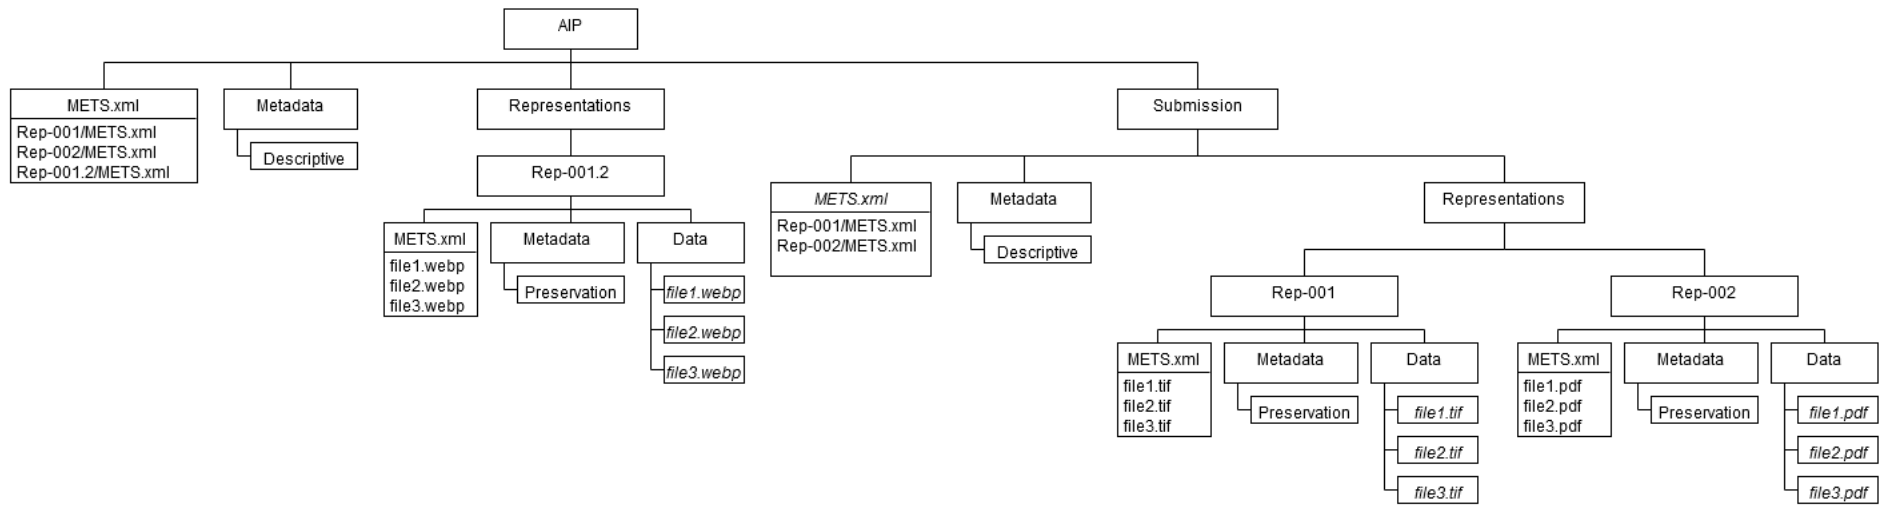 AIP
METS.xml
Rep-001/METS.xml
Rep-002/METS.xml
Rep-001.2/METS.xml
Metadata
Descriptive
Representations
Rep-001.2
METS.xml
file1.webp
file2.webp
file3.webp
Metadata
Preservation
Data
file1.webp
file2.webp
file3.webp
Submission
METS.xml
Rep-001/METS.xml
Rep-002/METS.xml
Metadata
Descriptive
Representations
Rep-001
METS.xml
file1.tif
file2.tif
file3.tif
Metadata
Preservation
Data
file1.tif
file2.tif
file3.tif
Rep-002
METS.xml
file1.pdf
file2.pdf
file3.pdf
Metadata
Preservation
Data
file1.pdf
file2.pdf
file3.pdf